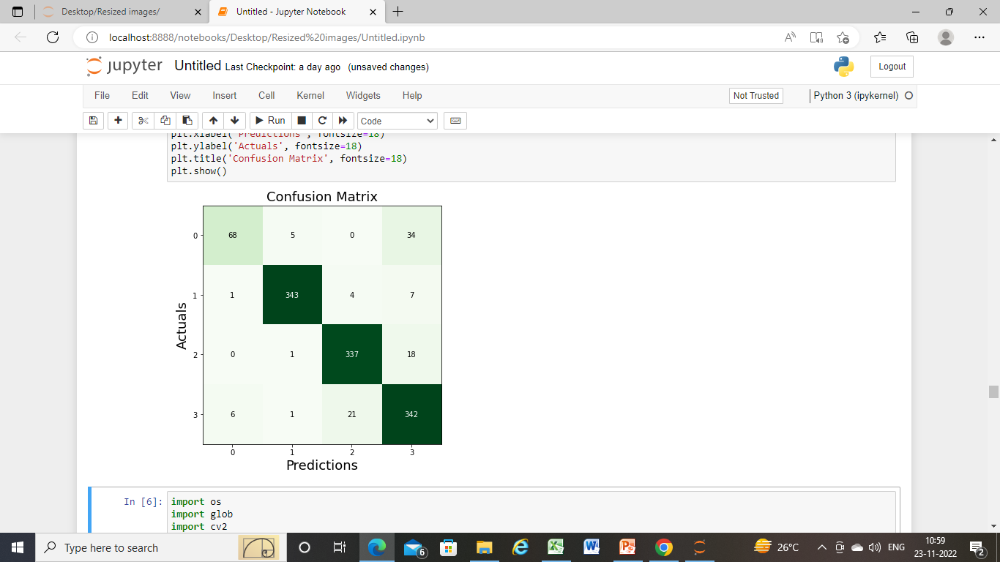 Desktop/Resized images/
Untitled - Jupyter Notebook
localhost:8888/notebooks/Desktop/Resized%20images/Untitled.ipynb
jupyter Untitled Last Checkpoint: a day ago (unsaved changes)
Logout
File Edit View Insert Cell Kernel Widgets Help
Not Trusted
Python 3 (ipykernel)
Run
Code
plt.xlabel('Predictions', fontsize=18)
plt.ylabel('Actuals', fontsize=18)
plt.title('Confusion Matrix', fontsize=18)
plt.show()
Confusion Matrix
Actuals
0 68 5 0 34
1 1 343 4 7
2 0 1 337 18
3 6 1 21 342
0 1 2 3
Predictions
In [6]: import os
import glob
import cv2
Type here to search
6
26°C
ENG
10:59
23-11-2022
2